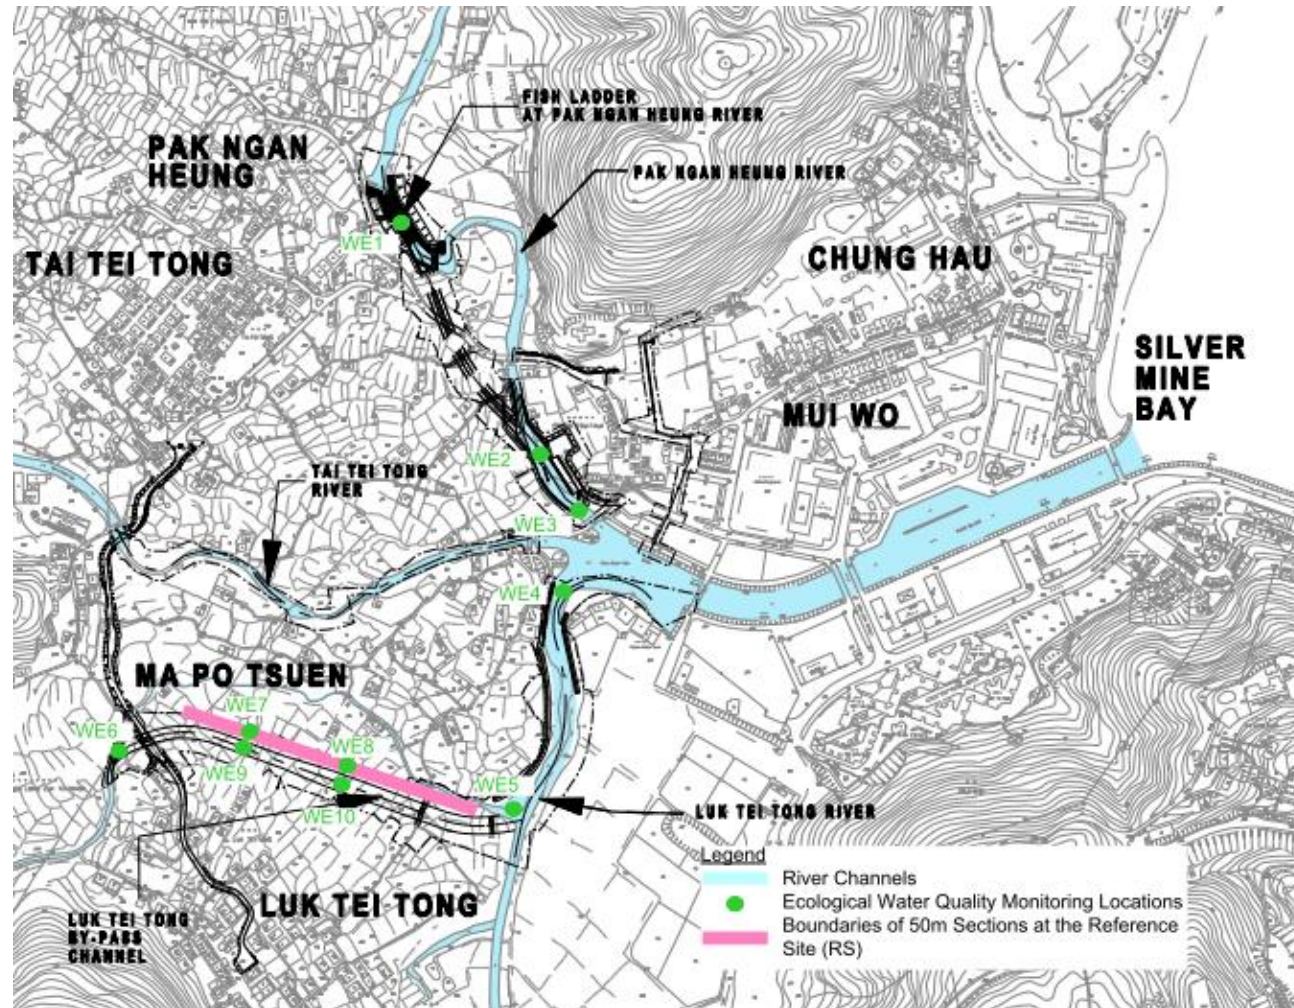 FISH LADDER
AT PAK NGAN HEUNG RIVER
PAK NGAN
HEUNG
PAK NGAN HEUNG RIVER
WE1
TAI TEI TONG
CHUNG HAU
SILVER
MINE
BAY
MUI WO
WE2
TAI TEI TONG
RIVER
WE3
WE4
MA PO TSUEN
WE7
WE6
WE8
WE9
WE5
WE10
LUK TEI TONG RIVER
LUK TEI TONG
LUK TEI TONG
BY-PASS
CHANNEL
Legend
River Channels
Ecological Water Quality Monitoring Locations
Boundaries of 50m Sections at the Reference
Site (RS)